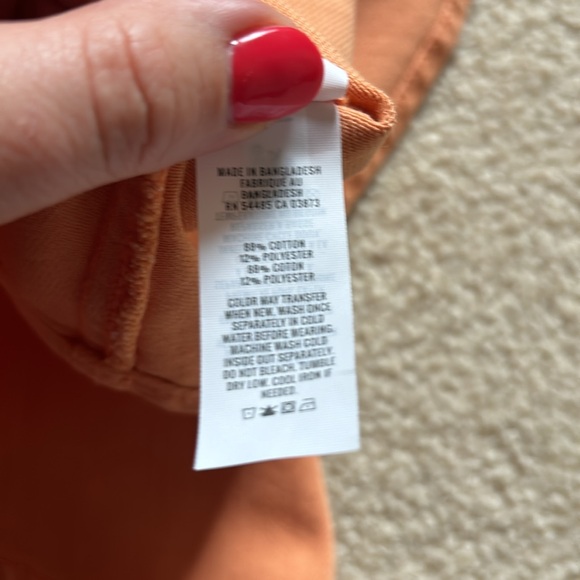 MADE IN BANGLADESH
FABRIQUE AU
BANGLADESH
RN 54485 CA 03873
88% COTTON
12% POLYESTER
88% COTON
12% POLYESTER
COLOR MAY TRANSFER
WHEN NEW. WASH ONCE
SEPARATELY IN COLD
WATER BEFORE WEARING.
MACHINE WASH COLD
INSIDE OUT SEPARATELY.
DO NOT BLEACH. TUMBLE
DRY LOW. COOL IRON IF
NEEDED.